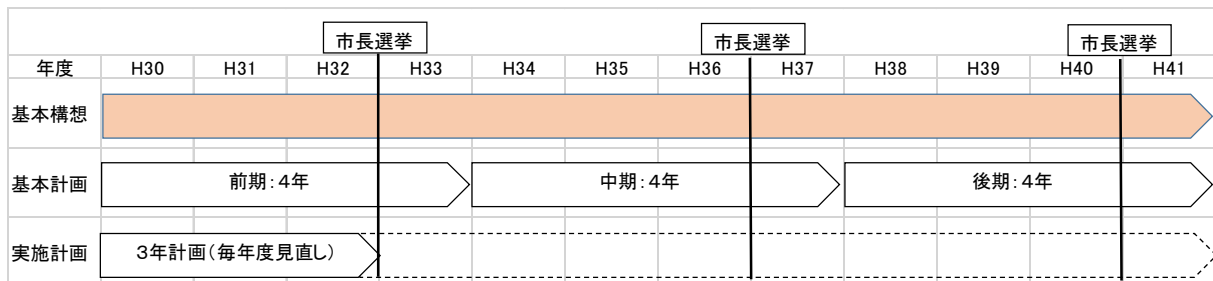 市長選挙 市長選挙 市長選挙
年度 H30 H31 H32 H33 H34 H35 H36 H37 H38 H39 H40 H41
基本構想
基本計画 前期：4年 中期：4年 後期：4年
実施計画 3年計画（毎年度見直し）